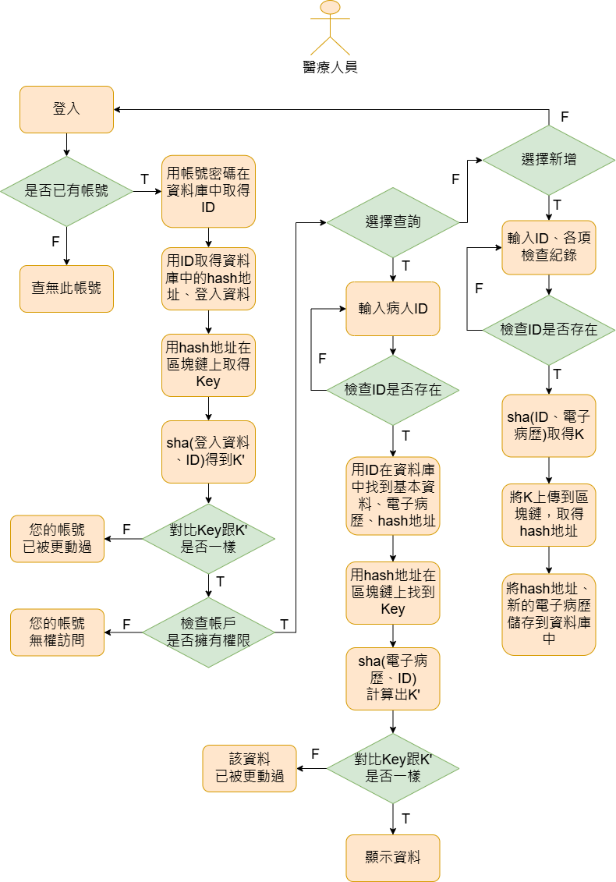 醫療人員
登入
是否已有帳號
T
F
查無此帳號
用帳號密碼在
資料庫中取得
ID
用ID取得資料
庫中的hash地
址、登入資料
用hash地址在
區塊鏈上取得
Key
sha(登入資料
、ID)得到K'
對比Key跟K'
是否一樣
F
您的帳號
已被更動過
T
檢查帳戶
是否擁有權限
F
您的帳號
無權訪問
T
選擇查詢
F
T
輸入病人ID
檢查ID是否存在
F
T
用ID在資料庫
中找到基本資
料、電子病
歷、hash地址
用hash地址在
區塊鏈上找到
Key
sha(電子病
歷、ID)
計算出K'
對比Key跟K'
是否一樣
F
該資料
已被更動過
T
顯示資料
選擇新增
F
T
輸入ID、各項
檢查紀錄
檢查ID是否存在
F
T
sha(ID、電子
病歷)取得K
將K上傳到區
塊鏈，取得
hash地址
將hash地址、
新的電子病歷
儲存到資料庫
中